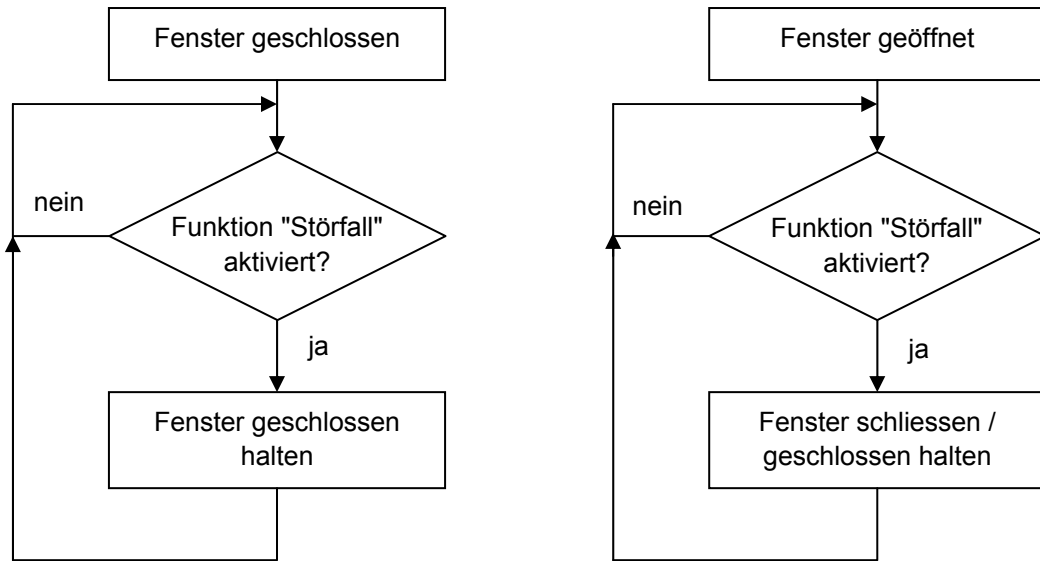 Fenster geschlossen
nein
Funktion "Störfall"
aktiviert?
ja
Fenster geschlossen
halten
Fenster geöffnet
nein
Funktion "Störfall"
aktiviert?
ja
Fenster schliessen /
geschlossen halten